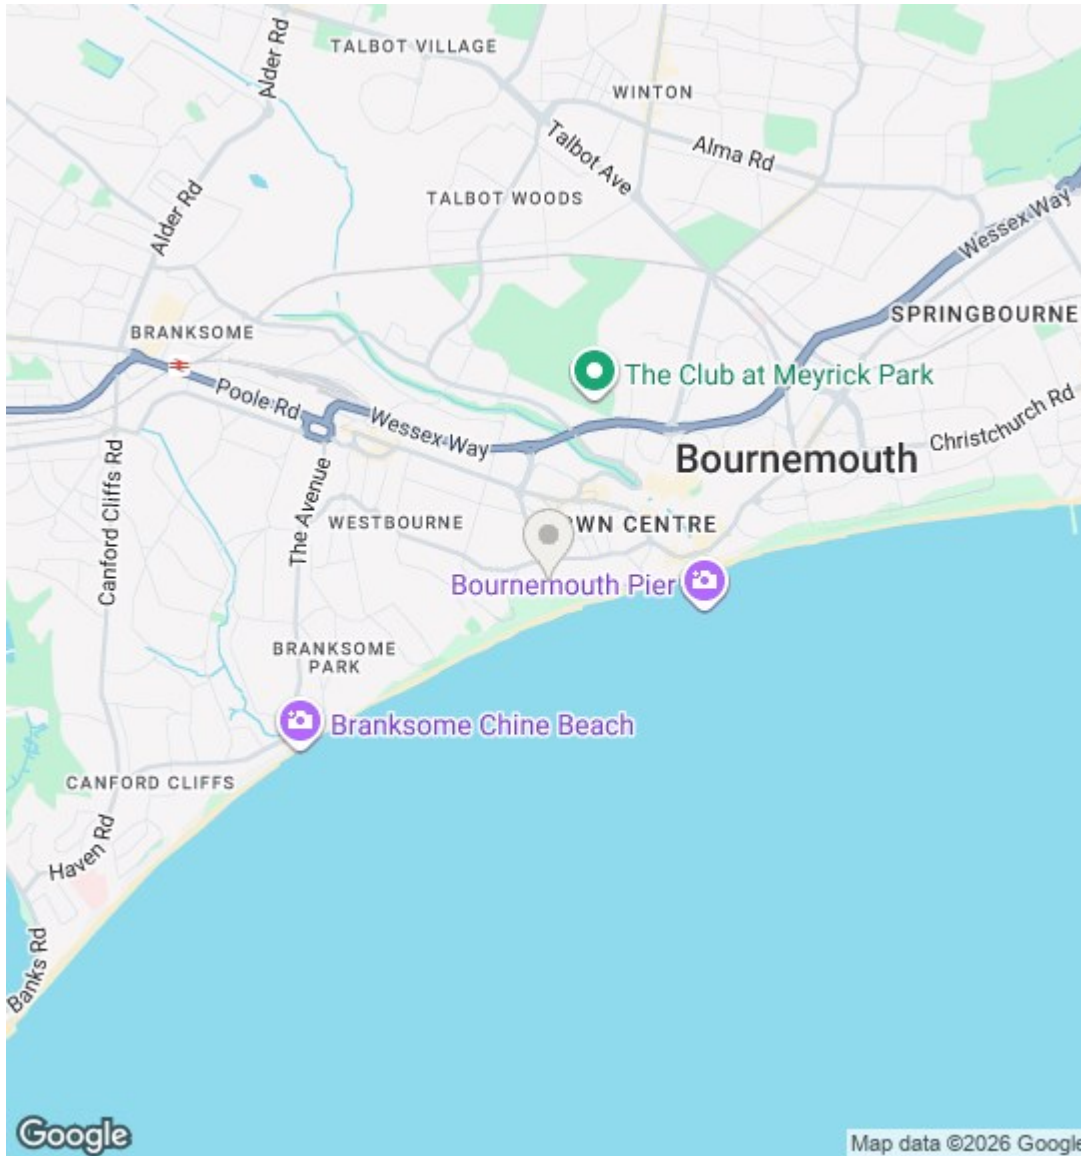 TALBOT VILLAGE
Alder Rd
WINTON
Talbot Ave
Alma Rd
Alder Rd
TALBOT WOODS
Wessex Way
BRANKSOME
SPRINGBOURNE
The Club at Meyrick Park
Poole Rd
Wessex Way
Christchurch Rd
Bournemouth
Canford Cliffs Rd
The Avenue
WESTBOURNE
OWN CENTRE
Bournemouth Pier
BRANKSOME
PARK
Branksome Chine Beach
CANFORD CLIFFS
Haven Rd
Banks Rd
Google
Map data ©2026 Google